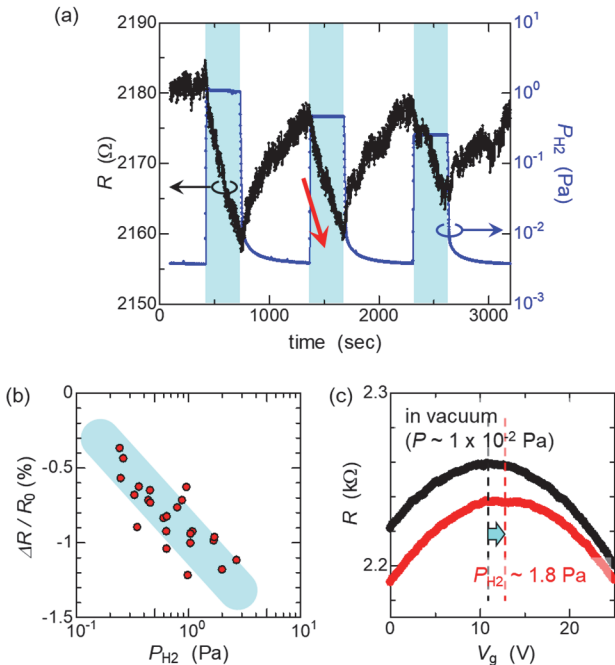 (a)
2190
2180
2170
2160
2150
R (Ω)
10^1
10^0
10^-1
10^-2
10^-3
P_H2 (Pa)
0 1000 2000 3000
time (sec)
(b)
0
-0.5
-1
-1.5
ΔR / R_0 (%)
10^-1 10^0 10^1
P_H2 (Pa)
(c)
2.3
2.2
R (kΩ)
in vacuum
(P ~ 1 x 10^-2 Pa)
P_H2 ~ 1.8 Pa
0 10 20
V_g (V)